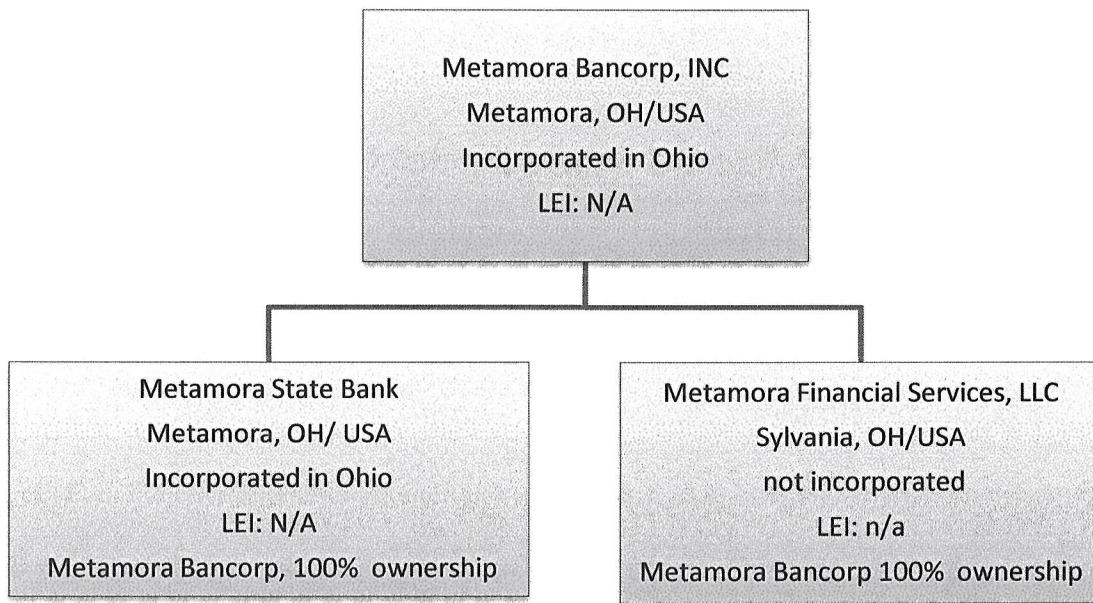 Metamora Bancorp, INC
Metamora, OH/USA
Incorporated in Ohio
LEI: N/A
Metamora State Bank
Metamora, OH/ USA
Incorporated in Ohio
LEI: N/A
Metamora Bancorp, 100% ownership
Metamora Financial Services, LLC
Sylvania, OH/USA
not incorporated
LEI: n/a
Metamora Bancorp 100% ownership